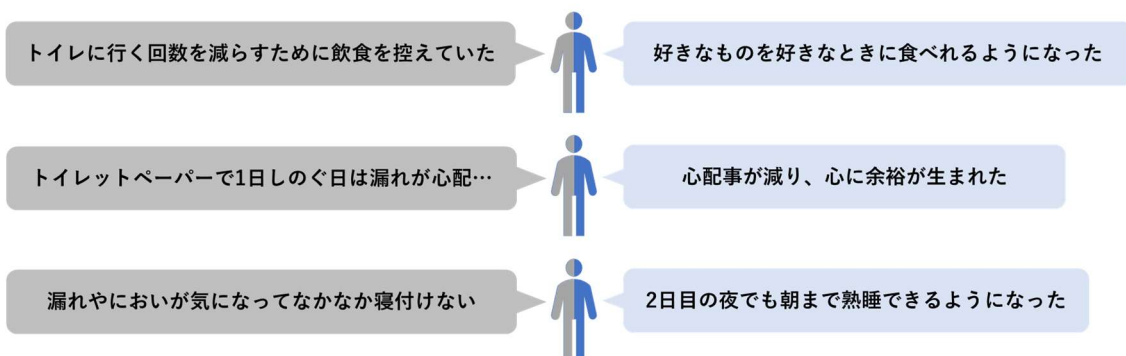 トイレに行く回数を減らすために飲食を控えていた
好きなものを好きなときに食べれるようになった
トイレットペーパーで1日しのぐ日は漏れが心配…
心配事が減り、心に余裕が生まれた
漏れやにおいが気になってなかなか寝付けない
2日目の夜でも朝まで熟睡できるようになった